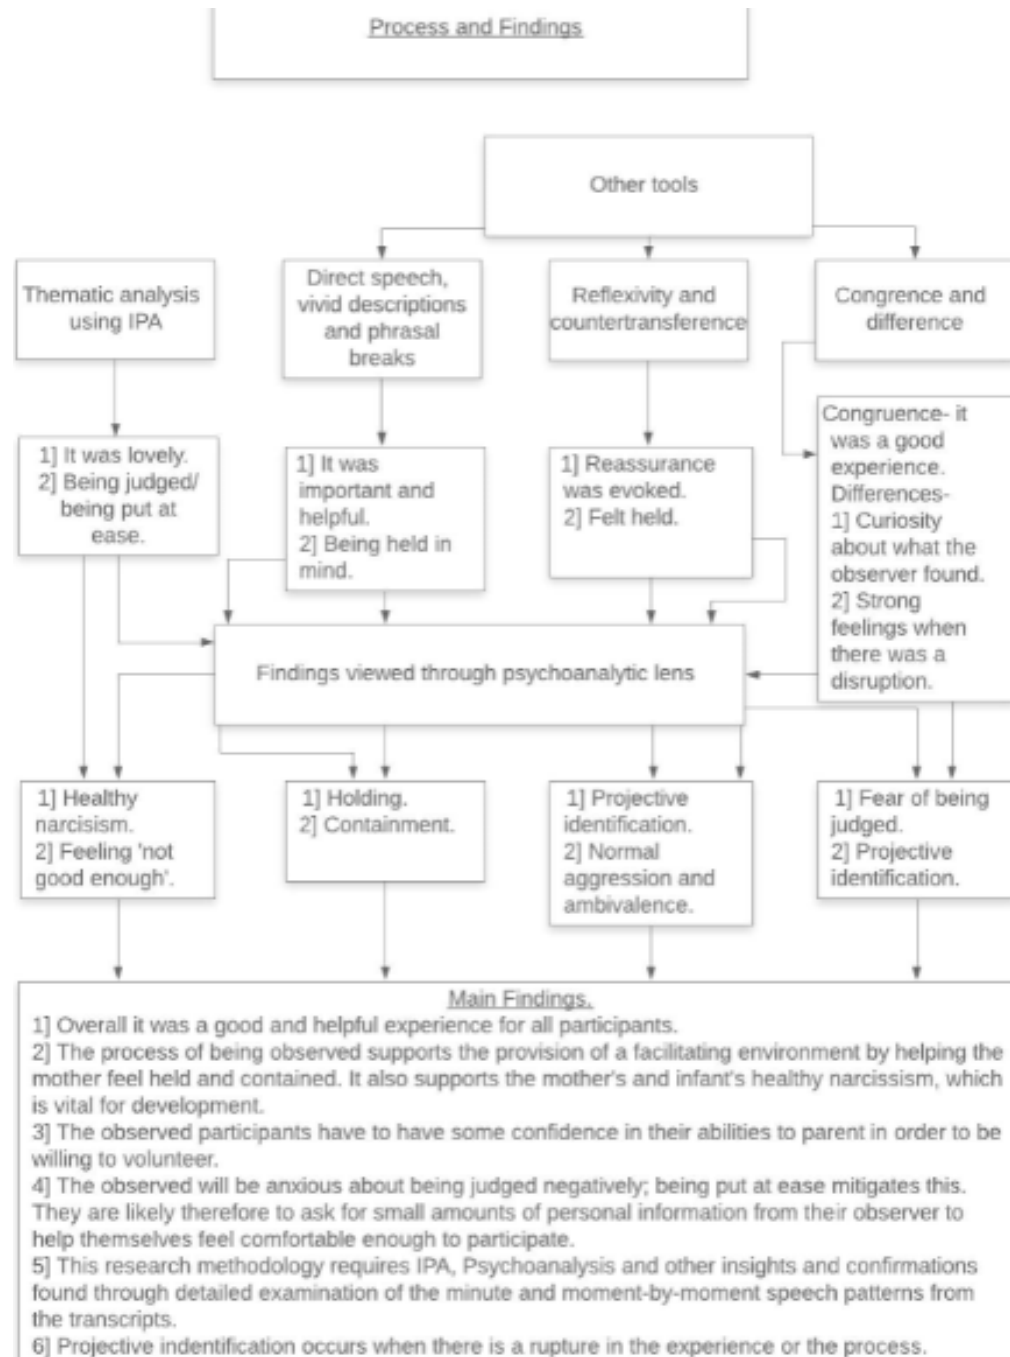 Process and Findings
Other tools
Thematic analysis
using IPA
Direct speech,
vivid descriptions
and phrasal
breaks
Reflexivity and
countertransference
Congrence and
difference
1] It was lovely.
2] Being judged/
being put at
ease.
1] It was
important and
helpful.
2] Being held in
mind.
1] Reassurance
was evoked.
2] Felt held.
Congruence- it
was a good
experience.
Differences-
1] Curiosity
about what the
observer found.
2] Strong
feelings when
there was a
disruption.
Findings viewed through psychoanalytic lens
1] Healthy
narcisism.
2] Feeling 'not
good enough'.
1] Holding.
2] Containment.
1] Projective
identification.
2] Normal
aggression and
ambivalence.
1] Fear of being
judged.
2] Projective
identification.
Main Findings.
1] Overall it was a good and helpful experience for all participants.
2] The process of being observed supports the provision of a facilitating environment by helping the
mother feel held and contained. It also supports the mother's and infant's healthy narcissism, which
is vital for development.
3] The observed participants have to have some confidence in their abilities to parent in order to be
willing to volunteer.
4] The observed will be anxious about being judged negatively; being put at ease mitigates this.
They are likely therefore to ask for small amounts of personal information from their observer to
help themselves feel comfortable enough to participate.
5] This research methodology requires IPA, Psychoanalysis and other insights and confirmations
found through detailed examination of the minute and moment-by-moment speech patterns from
the transcripts.
6] Projective indentification occurs when there is a rupture in the experience or the process.